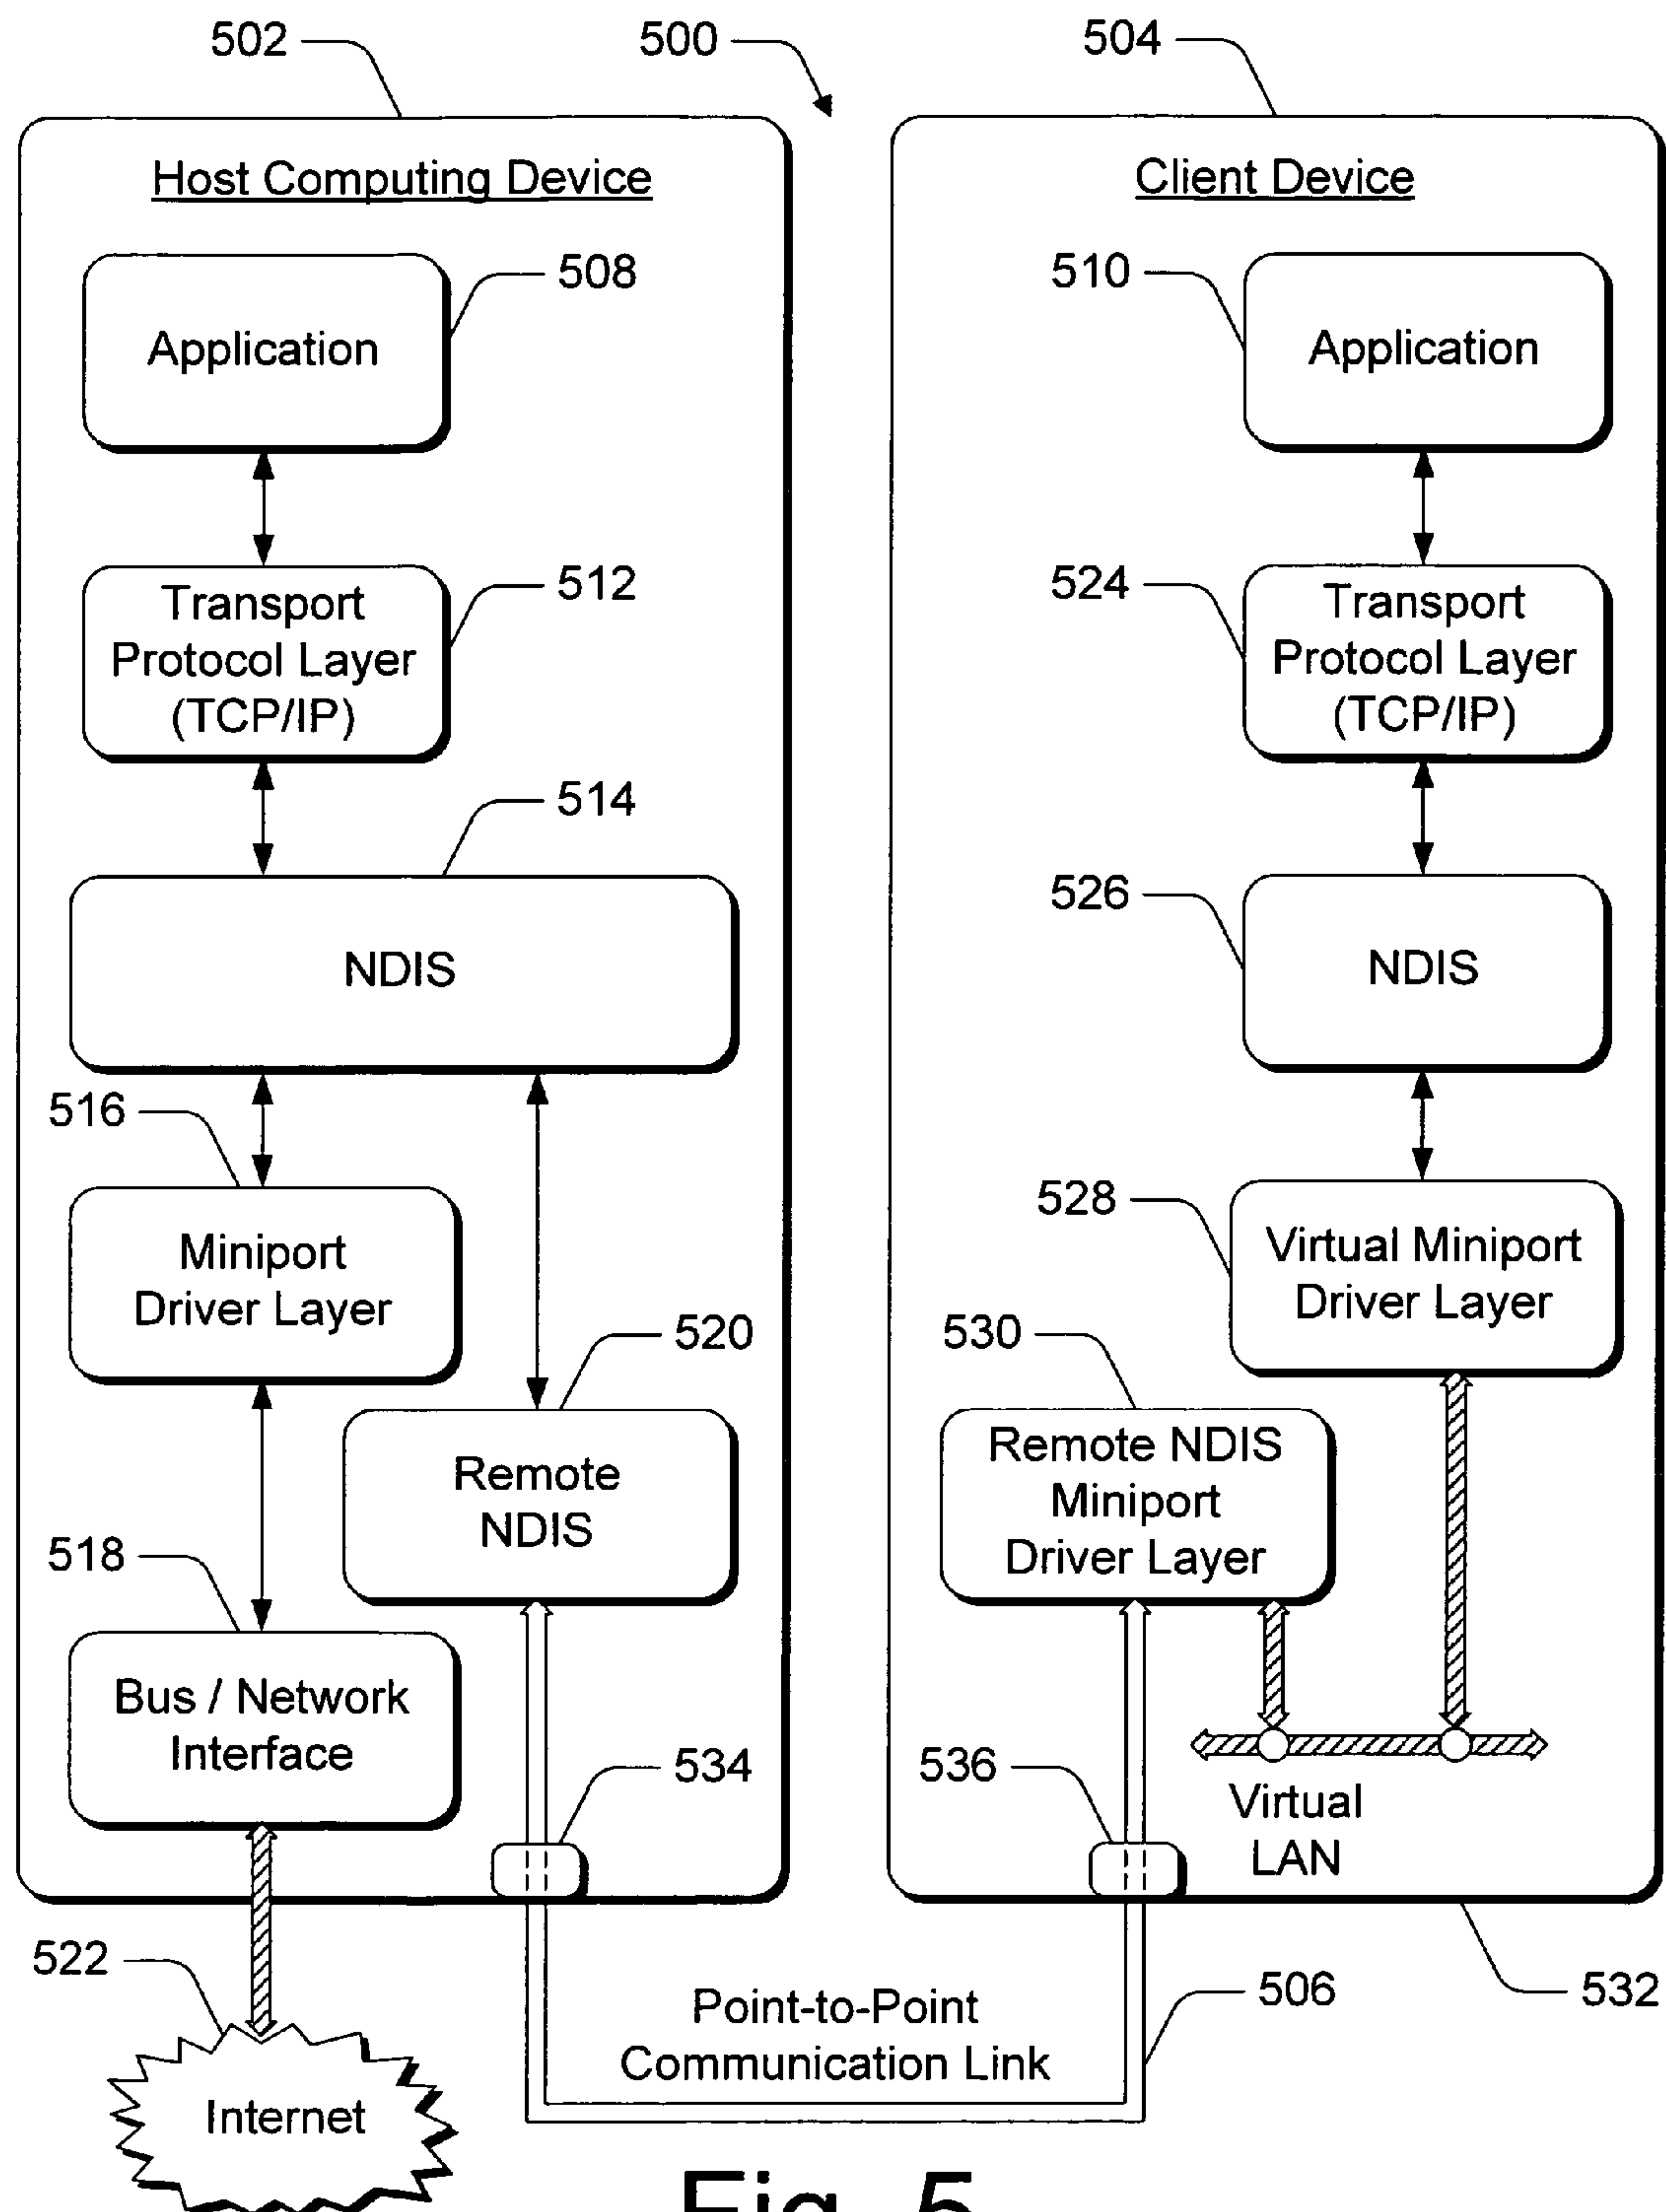 502
500
504
Host Computing Device
Client Device
508
510
Application
Application
512
524
Transport
Protocol Layer
(TCP/IP)
Transport
Protocol Layer
(TCP/IP)
514
526
NDIS
NDIS
516
528
Miniport
Driver Layer
Virtual Miniport
Driver Layer
520
530
Remote
NDIS
Remote NDIS
Miniport
Driver Layer
518
Bus / Network
Interface
534
536
Virtual
LAN
522
506
532
Point-to-Point
Communication Link
Internet
Fig. 5